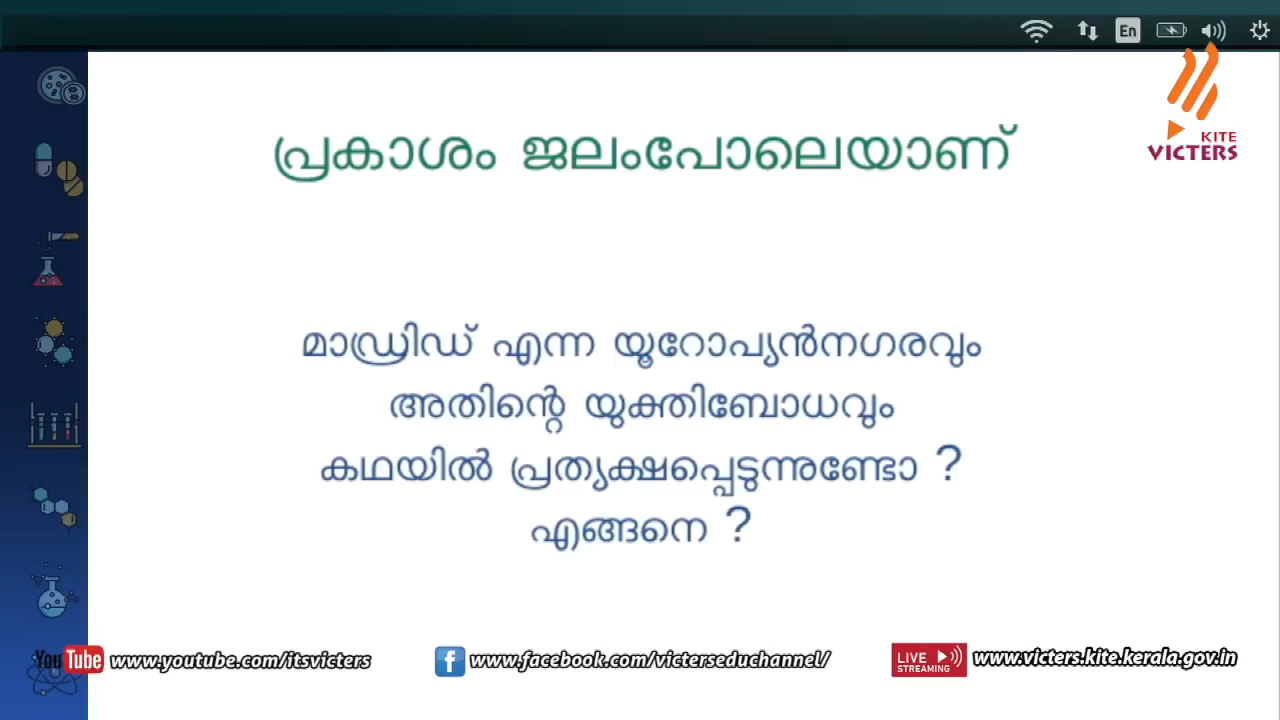 En
KITE
VICTERS
പ്രകാശം ജലംപോലെയാണ്
മാഡ്രിഡ് എന്ന യൂറോപ്യൻനഗരവും
അതിന്റെ യുക്തിബോധവും
കഥയിൽ പ്രത്യക്ഷപ്പെടുന്നുണ്ടോ ?
എങ്ങനെ ?
YouTube www.youtube.com/itsvicters
f www.facebook.com/victerseduchannel/
LIVE STREAMING www.victers.kite.kerala.gov.in